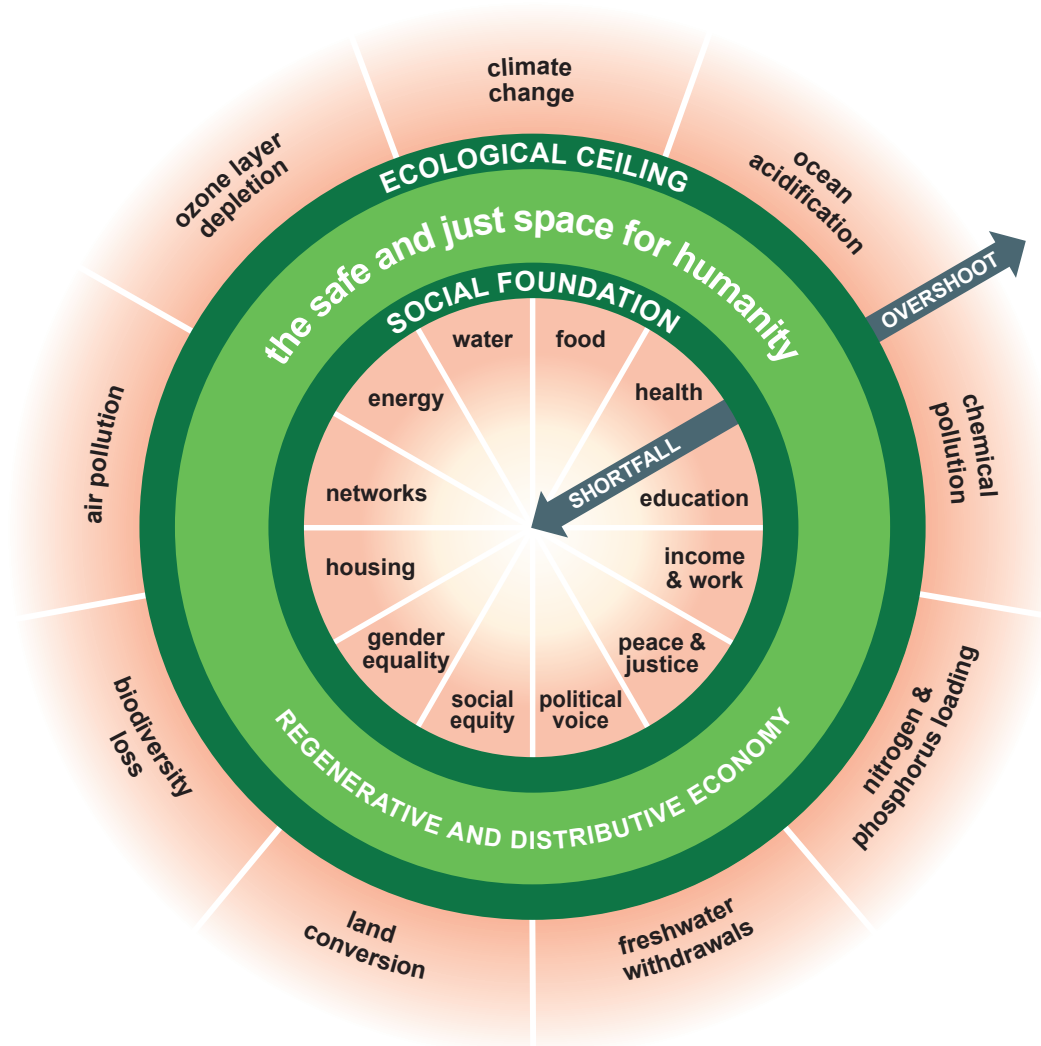 climate
change
ocean
acidification
OVERSHOOT
chemical
pollution
nitrogen &
phosphorus loading
freshwater
withdrawals
land
conversion
biodiversity
loss
air pollution
ozone layer
depletion
ECOLOGICAL CEILING
the safe and just space for humanity
SOCIAL FOUNDATION
water
food
energy
health
SHORTFALL
networks
education
housing
income
& work
gender
equality
peace &
justice
social
equity
political
voice
REGENERATIVE AND DISTRIBUTIVE ECONOMY